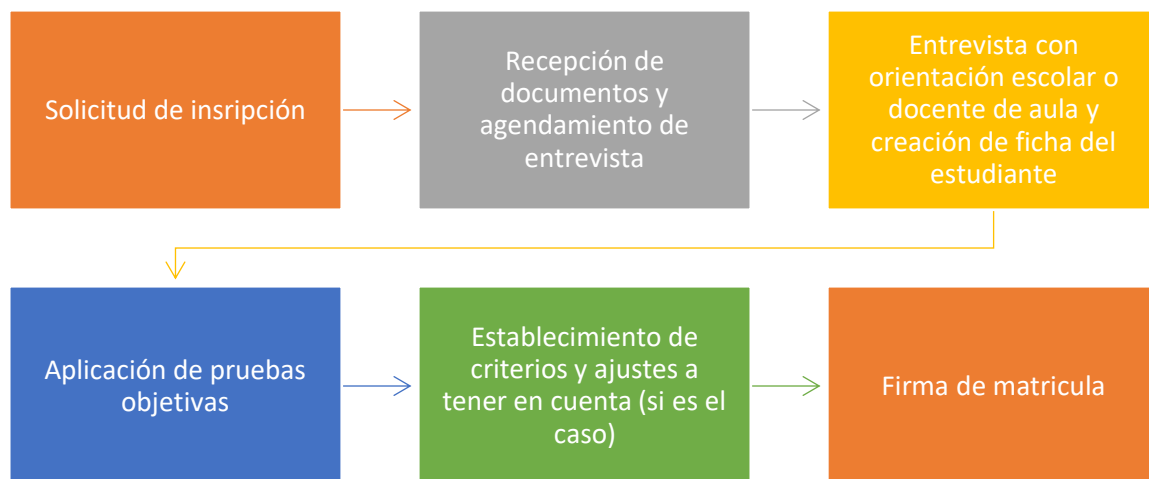 Solicitud de insripción
Recepción de
documentos y
agendamiento de
entrevista
Entrevista con
orientación escolar o
docente de aula y
creación de ficha del
estudiante
Aplicación de pruebas
objetivas
Establecimiento de
criterios y ajustes a
tener en cuenta (si es el
caso)
Firma de matricula